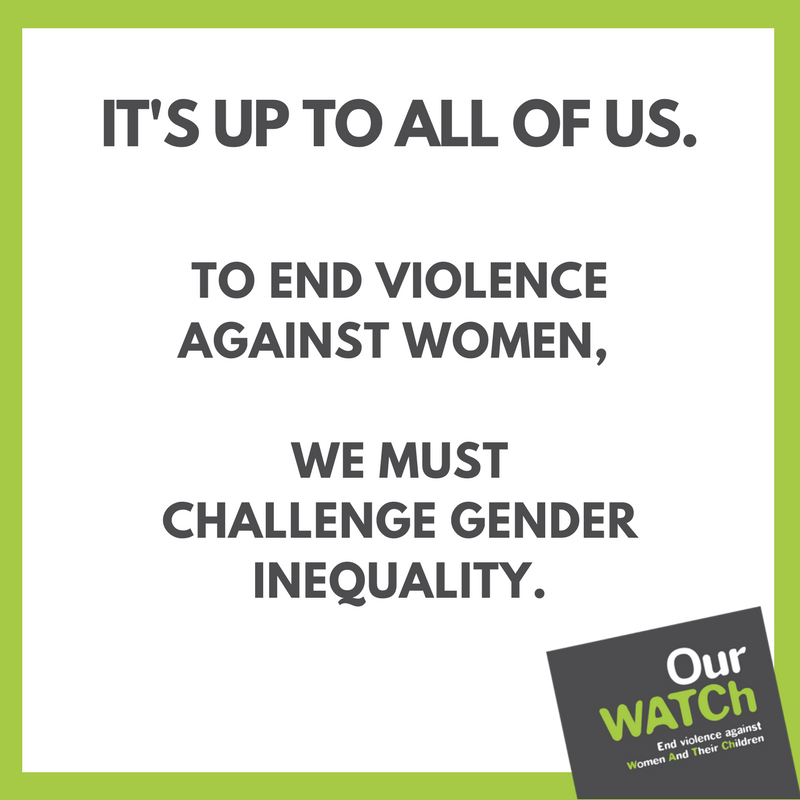 IT'S UP TO ALL OF US.
TO END VIOLENCE
AGAINST WOMEN,
WE MUST
CHALLENGE GENDER
INEQUALITY.
Our
WATCh
End violence against
Women And Their Children